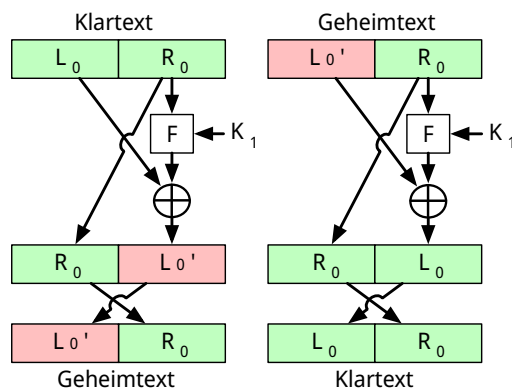 Klartext
L 0 R 0
F K 1
R 0 L 0 '
L 0 ' R 0
Geheimtext
Geheimtext
L 0 ' R 0
F K 1
R 0 L 0
L 0 R 0
Klartext